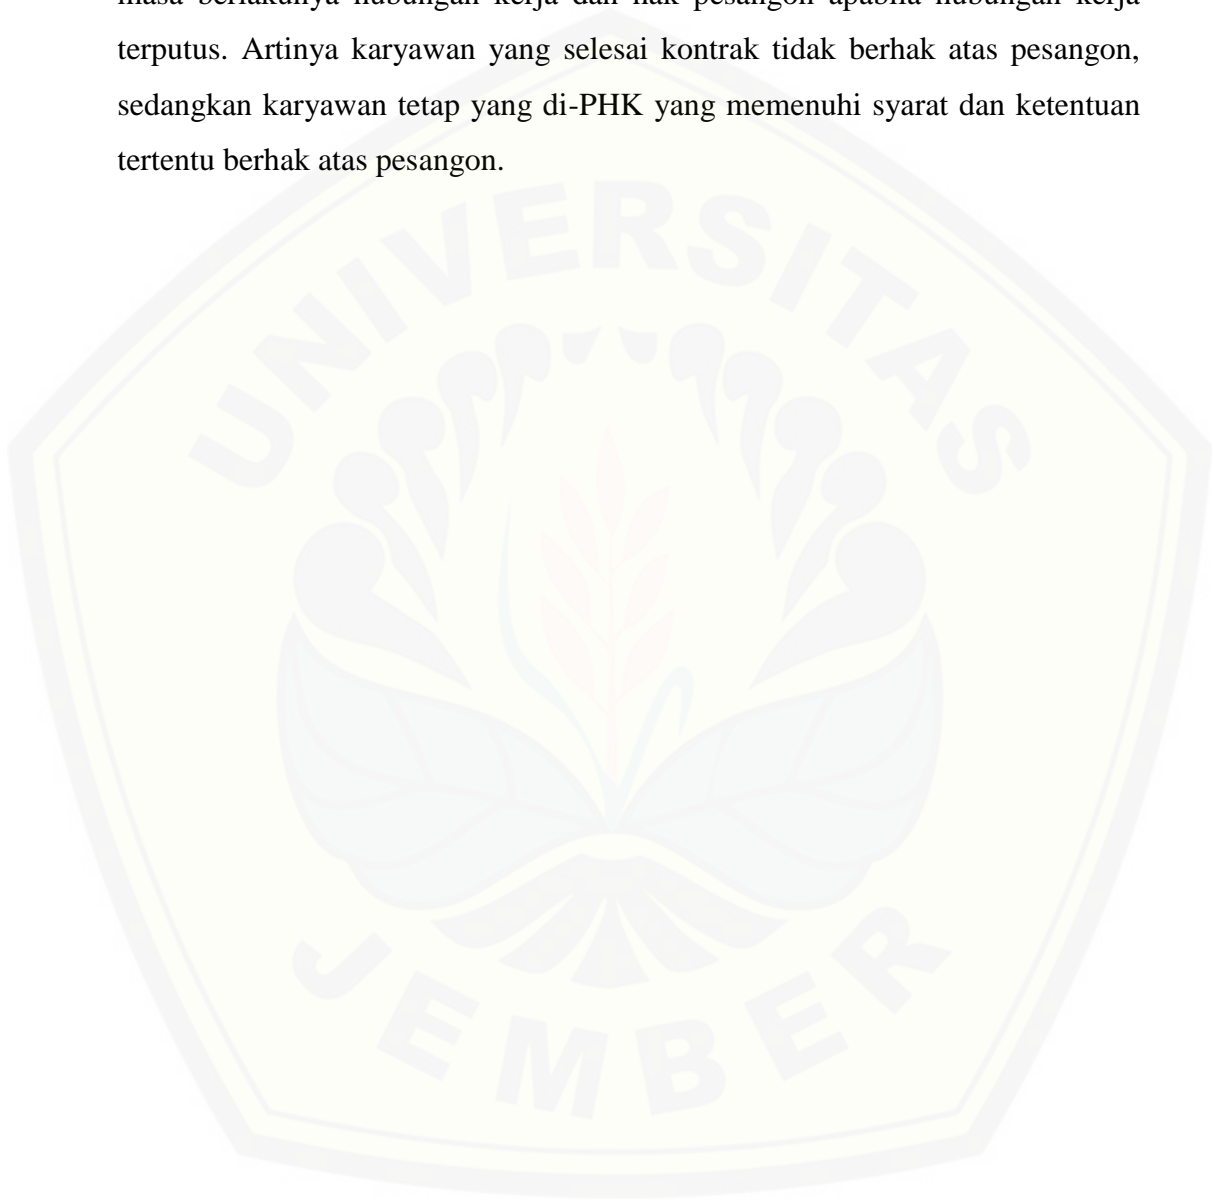 masa berlakunya hubungan kerja dan hak pesangon apabila hubungan kerja
terputus. Artinya karyawan yang selesai kontrak tidak berhak atas pesangon,
sedangkan karyawan tetap yang di-PHK yang memenuhi syarat dan ketentuan
tertentu berhak atas pesangon.
UNIVERSITAS
JEMBER